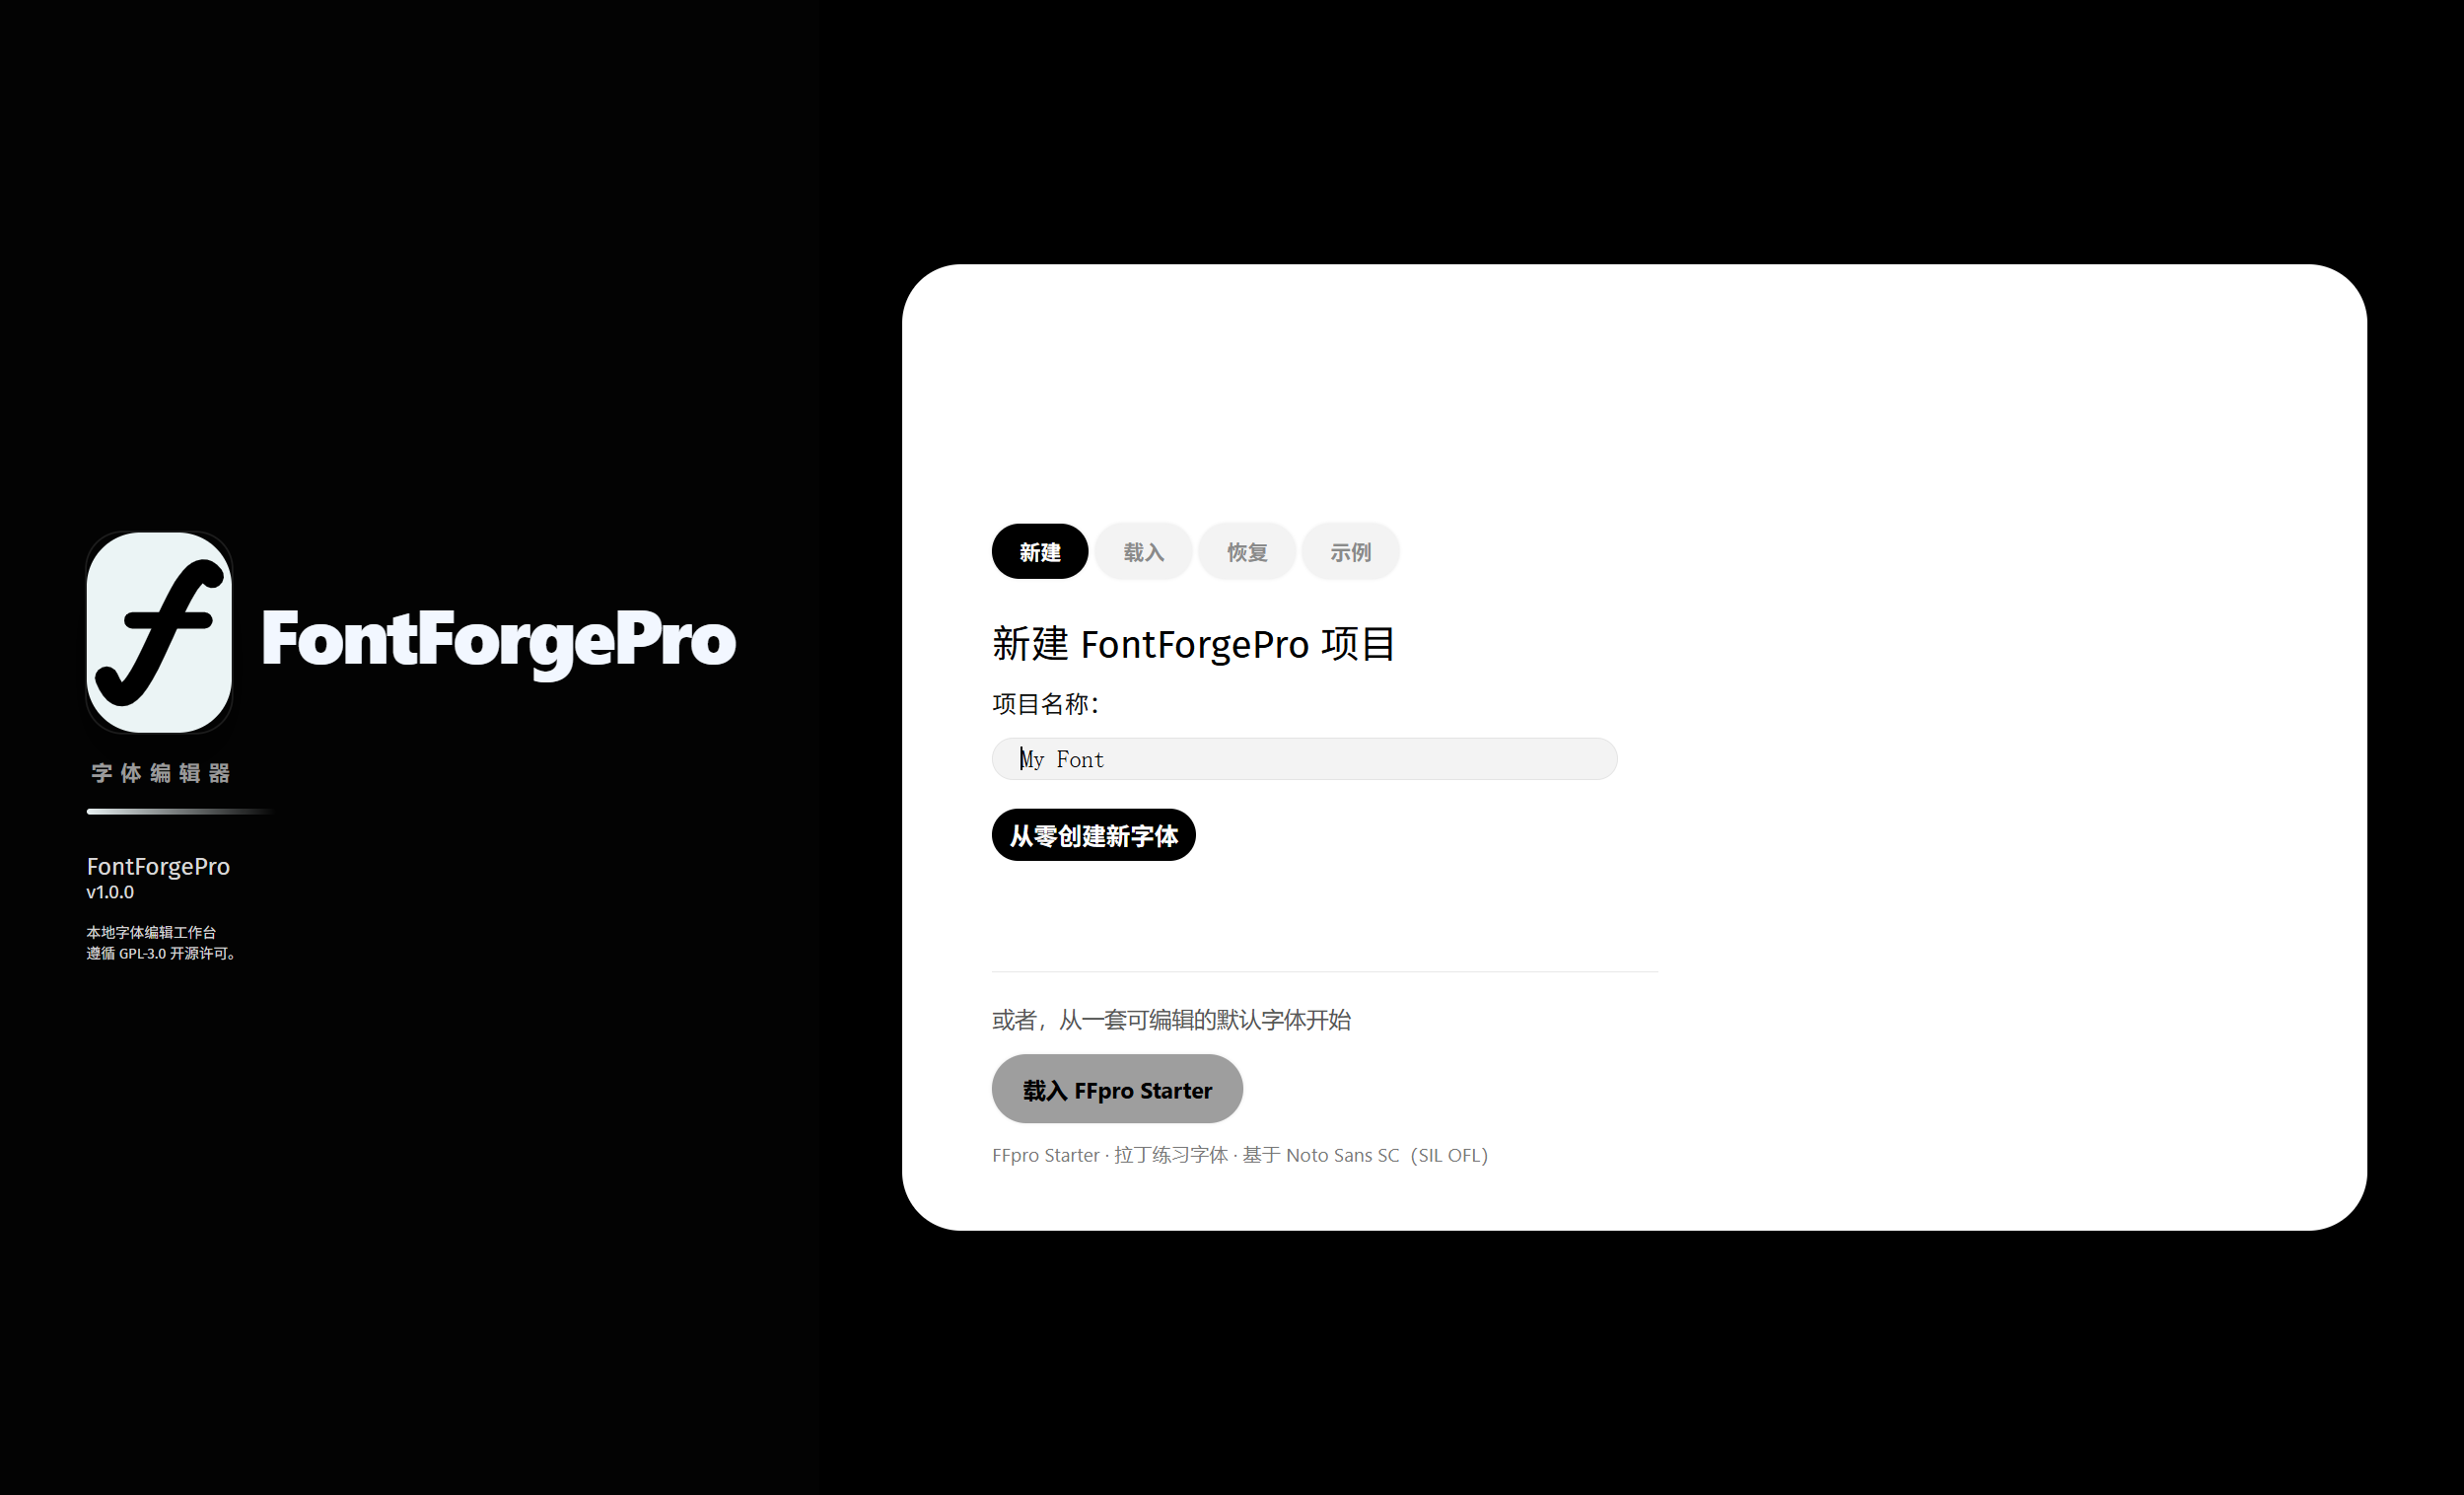 FontForgePro
字体编辑器
FontForgePro
v1.0.0
本地字体编辑工作台
遵循 GPL-3.0 开源许可。
新建 载入 恢复 示例
新建 FontForgePro 项目
项目名称：
My Font
从零创建新字体
或者，从一套可编辑的默认字体开始
载入 FFpro Starter
FFpro Starter · 拉丁练习字体 · 基于 Noto Sans SC（SIL OFL）